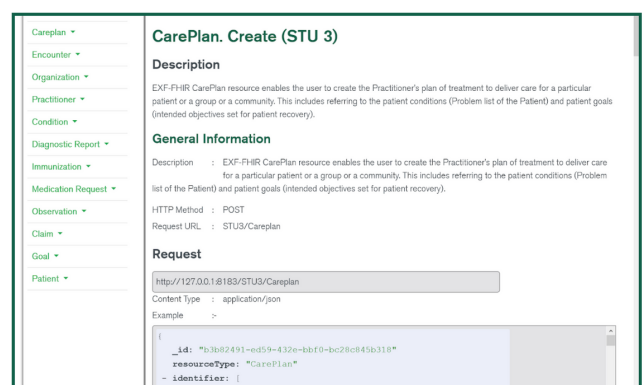 Careplan
Encounter
Organization
Practitioner
Condition
Diagnostic Report
Immunization
Medication Request
Observation
Claim
Goal
Patient
CarePlan. Create (STU 3)
Description
EXF-FHIR CarePlan resource enables the user to create the Practitioner's plan of treatment to deliver care for a particular
patient or a group or a community. This includes referring to the patient conditions (Problem list of the Patient) and patient goals
(intended objectives set for patient recovery).
General Information
Description : EXF-FHIR CarePlan resource enables the user to create the Practitioner's plan of treatment to deliver care
for a particular patient or a group or a community. This includes referring to the patient conditions (Problem
list of the Patient) and patient goals (intended objectives set for patient recovery).
HTTP Method : POST
Request URL : STU3/Careplan
Request
http://127.0.0.1:8183/STU3/Careplan
Content Type : application/json
Example :-
{
_id: "b3b82491-ed59-432e-bbf0-bc28c845b318"
resourceType: "CarePlan"
- identifier: [